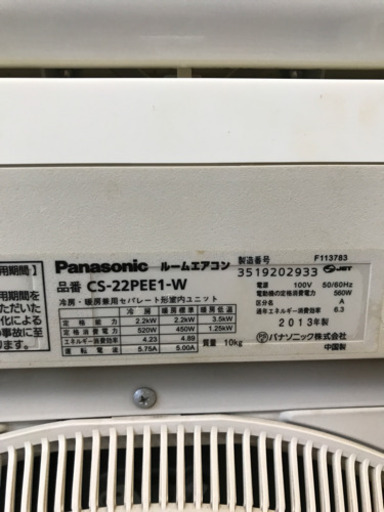 用期間】
ただいた
化による
事故に至
Panasonic ルームエアコン
品番 CS-22PEE1-W
冷房・暖房兼用セパレート形室内ユニット
冷房 暖房標準 暖房低温
定格能力 2.2kW 2.2kW 3.5kW
定格消費電力 520W 450W 1.25kW
エネルギー消費効率 4.23 4.89
運転電流 5.75A 5.00A
質量 10kg
製造番号 F113783
3519202933
JET
電源 100V 50/60Hz
電動機の定格消費電力 560W
区分名 A
通年エネルギー消費効率 6.3
2013年製
パナソニック株式会社
中国製